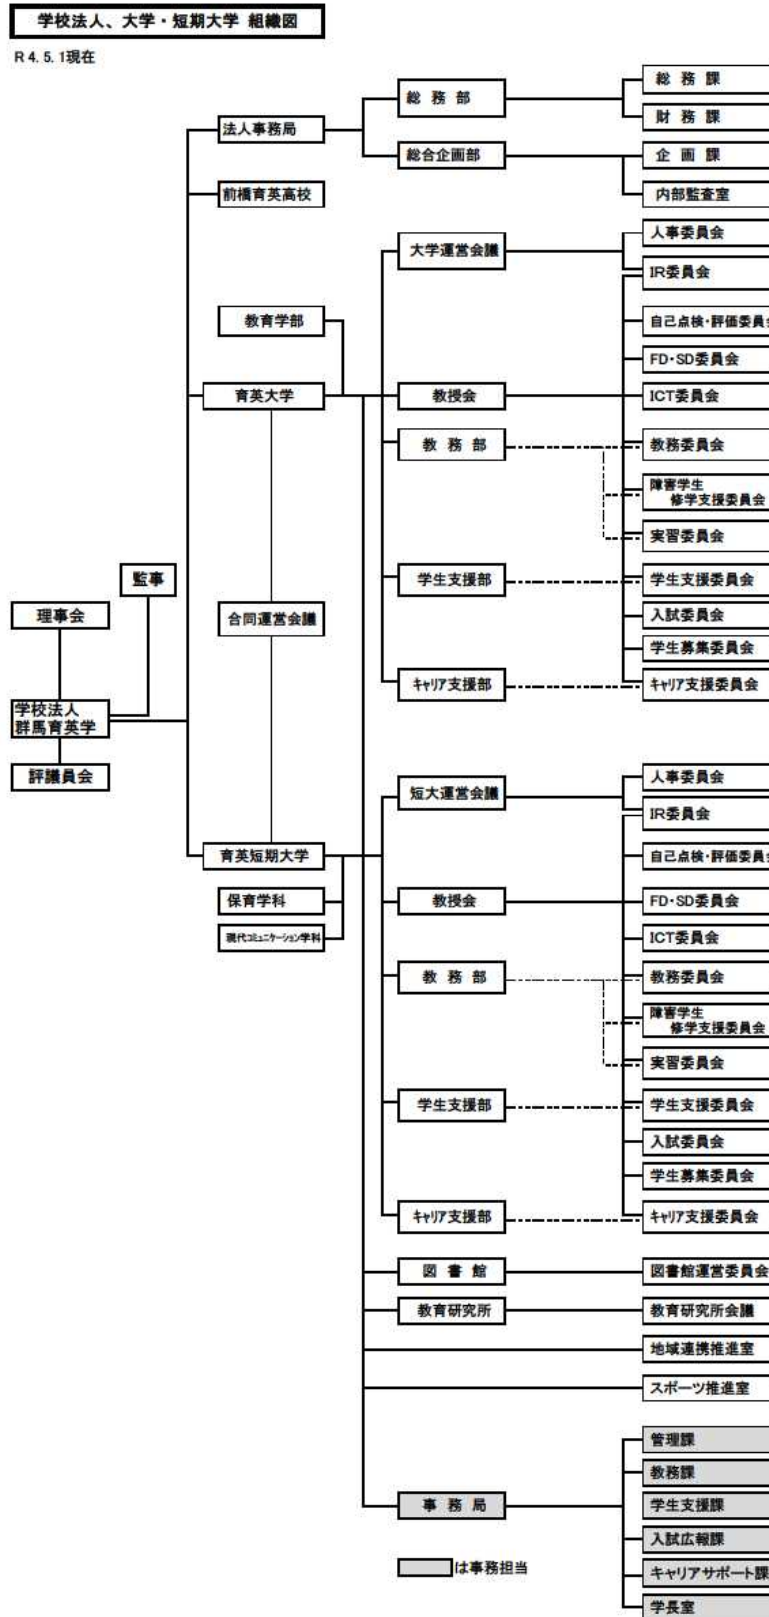 学校法人、大学・短期大学 組織図
R4.5.1現在
総務課
総務部
財務課
法人事務局
総合企画部
企画課
内部監査室
前橋育英高校
人事委員会
大学運営会議
IR委員会
教育学部
自己点検・評価委員会
FD・SD委員会
育英大学
教授会
ICT委員会
教務部
教務委員会
障害学生
修学支援委員会
実習委員会
監事
学生支援部
学生支援委員会
理事会
合同運営会議
入試委員会
学生募集委員会
キャリア支援部
キャリア支援委員会
学校法人
群馬育英学
評議員会
人事委員会
短大運営会議
IR委員会
育英短期大学
自己点検・評価委員会
保育学科
教授会
FD・SD委員会
現代コミュニケーション学科
ICT委員会
教務部
教務委員会
障害学生
修学支援委員会
実習委員会
学生支援部
学生支援委員会
入試委員会
学生募集委員会
キャリア支援部
キャリア支援委員会
図書館
図書館運営委員会
教育研究所
教育研究所会議
地域連携推進室
スポーツ推進室
管理課
教務課
事務局
学生支援課
入試広報課
は事務担当
キャリアサポート課
学長室